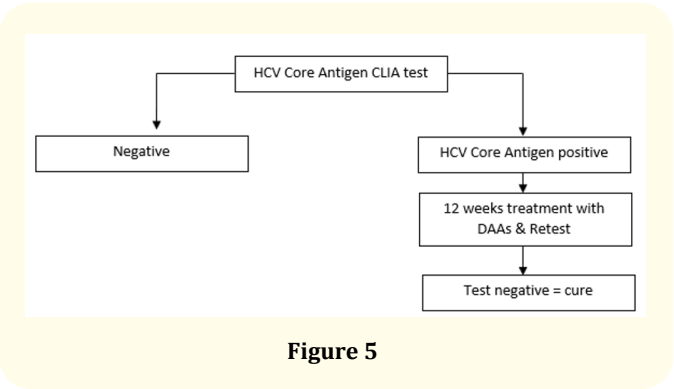 HCV Core Antigen CLIA test
Negative
HCV Core Antigen positive
12 weeks treatment with
DAAs & Retest
Test negative = cure
Figure 5